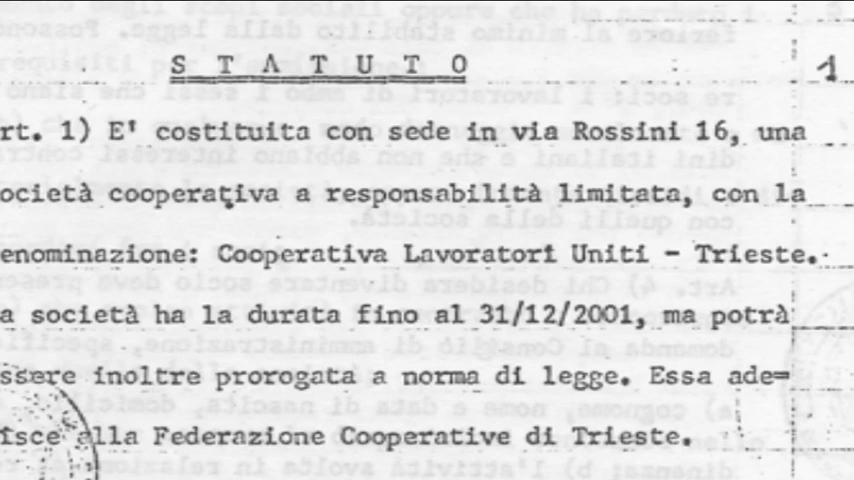 S T A T U T O
1
rt. 1) E' costituita con sede in via Rossini 16, una
ocietà cooperativa a responsabilità limitata, con la
enominazione: Cooperativa Lavoratori Uniti - Trieste.
a società ha la durata fino al 31/12/2001, ma potrà
ssere inoltre prorogata a norma di legge. Essa ade=
isce alla Federazione Cooperative di Trieste.